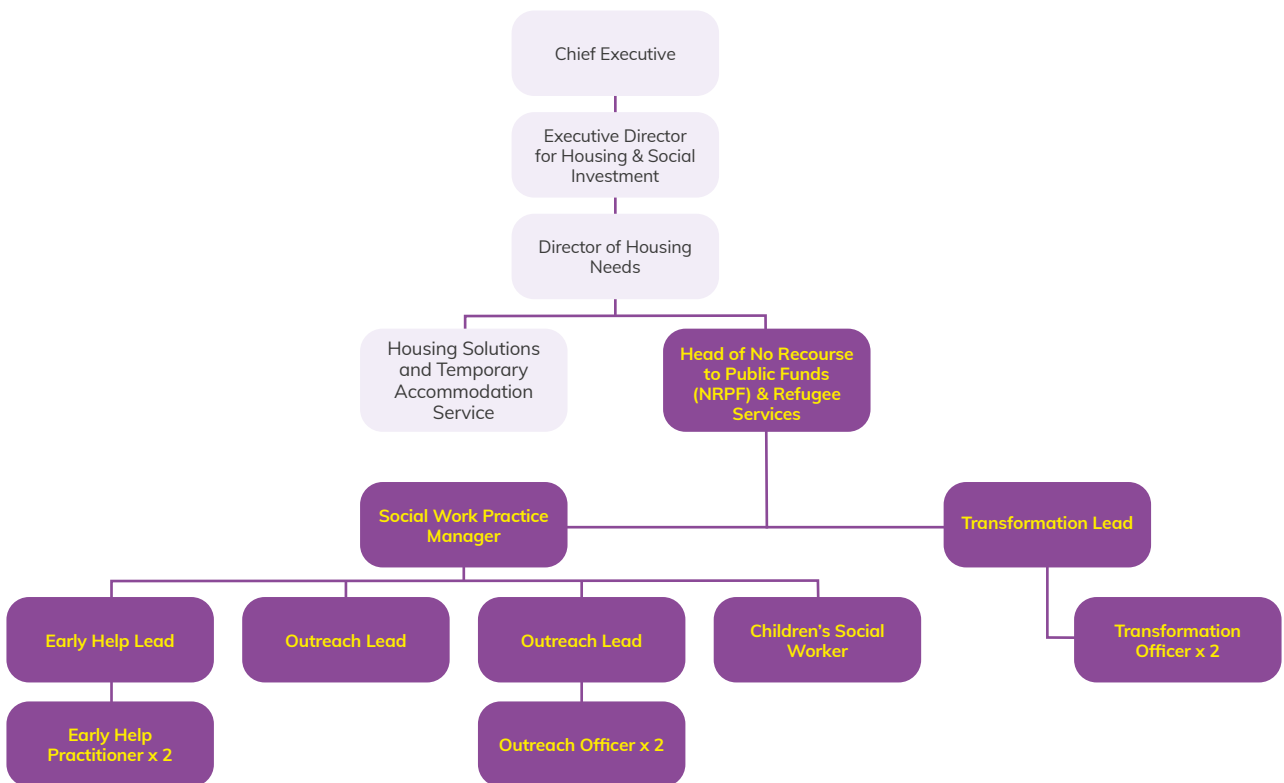 Chief Executive
Executive Director
for Housing & Social
Investment
Director of Housing
Needs
Housing Solutions
and Temporary
Accommodation
Service
Head of No Recourse
to Public Funds
(NRPF) & Refugee
Services
Social Work Practice
Manager
Transformation Lead
Early Help Lead
Outreach Lead
Outreach Lead
Children’s Social
Worker
Transformation
Officer x 2
Early Help
Practitioner x 2
Outreach Officer x 2